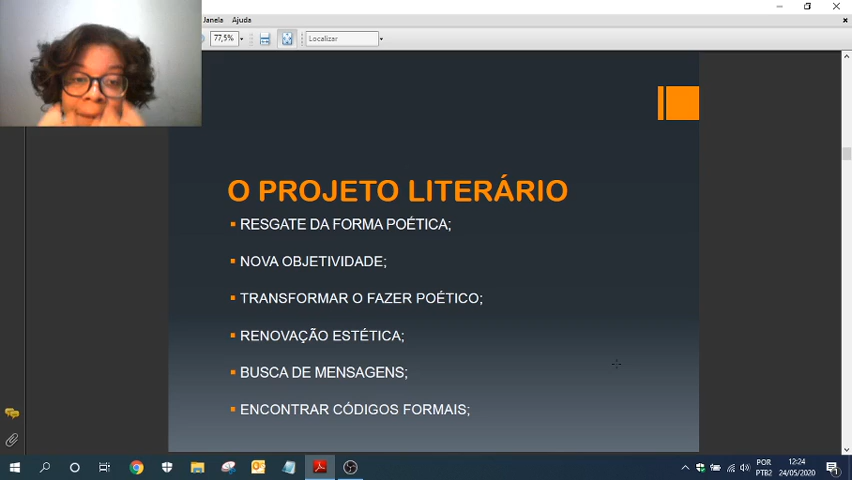 Janela Ajuda
77,5%
Localizar
O PROJETO LITERÁRIO
RESGATE DA FORMA POÉTICA;
NOVA OBJETIVIDADE;
TRANSFORMAR O FAZER POÉTICO;
RENOVAÇÃO ESTÉTICA;
BUSCA DE MENSAGENS;
ENCONTRAR CÓDIGOS FORMAIS;
POR 12:24
PTB2 24/05/2020